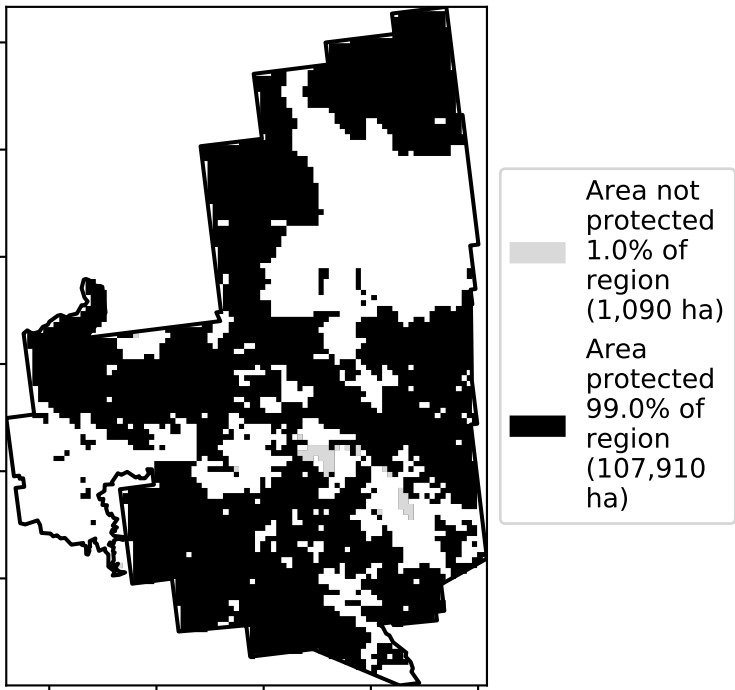 Area not
protected
1.0% of
region
(1,090 ha)
Area
protected
99.0% of
region
(107,910
ha)